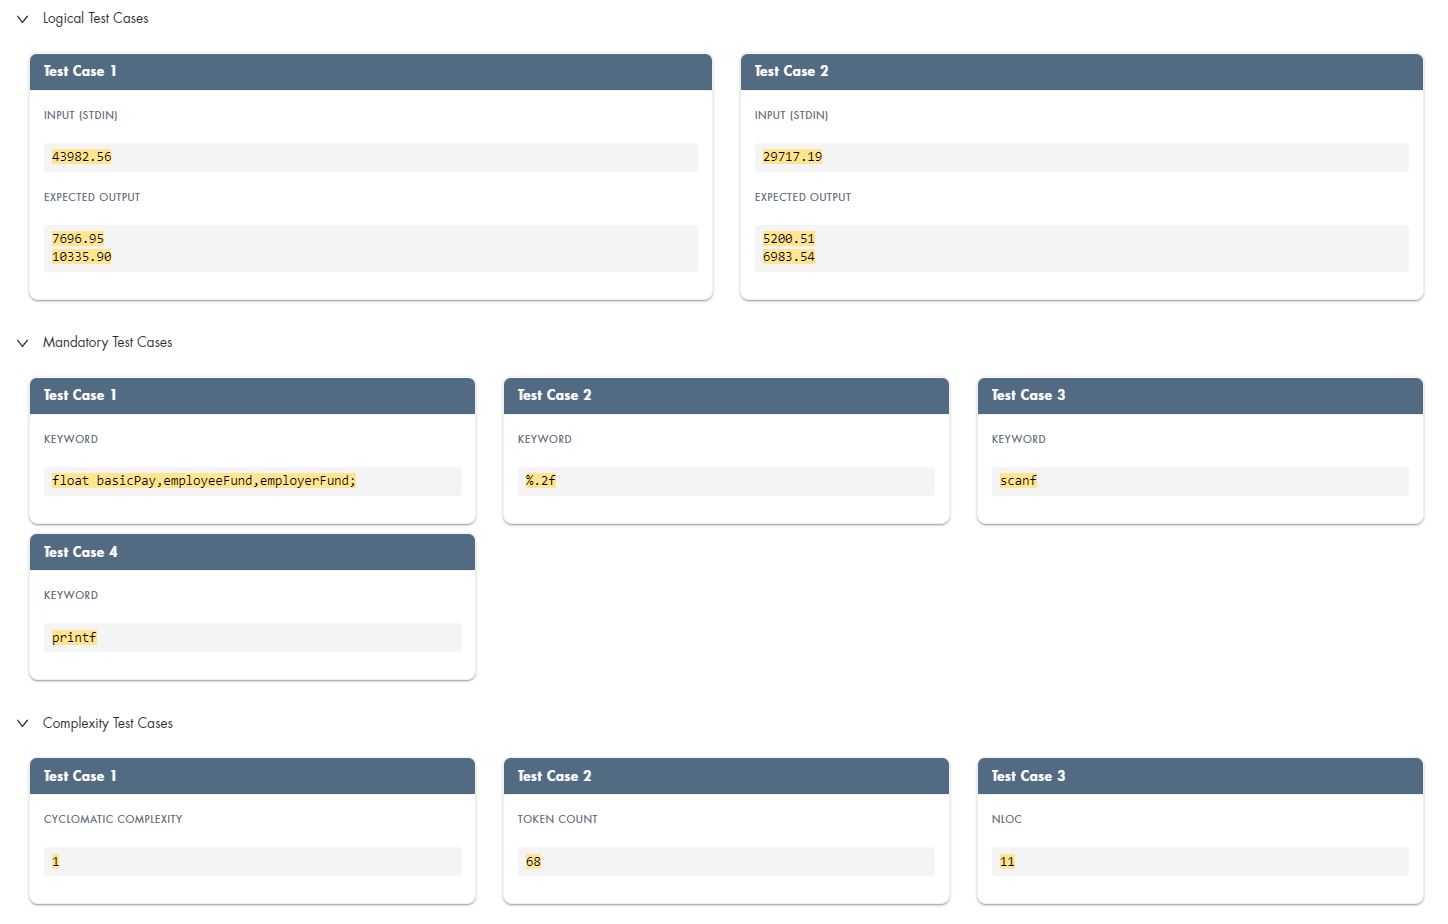 Logical Test Cases
Test Case 1
INPUT (STDIN)
43982.56
EXPECTED OUTPUT
7696.95
10335.90
Test Case 2
INPUT (STDIN)
29717.19
EXPECTED OUTPUT
5200.51
6983.54
Mandatory Test Cases
Test Case 1
KEYWORD
float basicPay,employeeFund,employerFund;
Test Case 2
KEYWORD
%.2f
Test Case 3
KEYWORD
scanf
Test Case 4
KEYWORD
printf
Complexity Test Cases
Test Case 1
CYCLOMATIC COMPLEXITY
1
Test Case 2
TOKEN COUNT
68
Test Case 3
NLOC
11